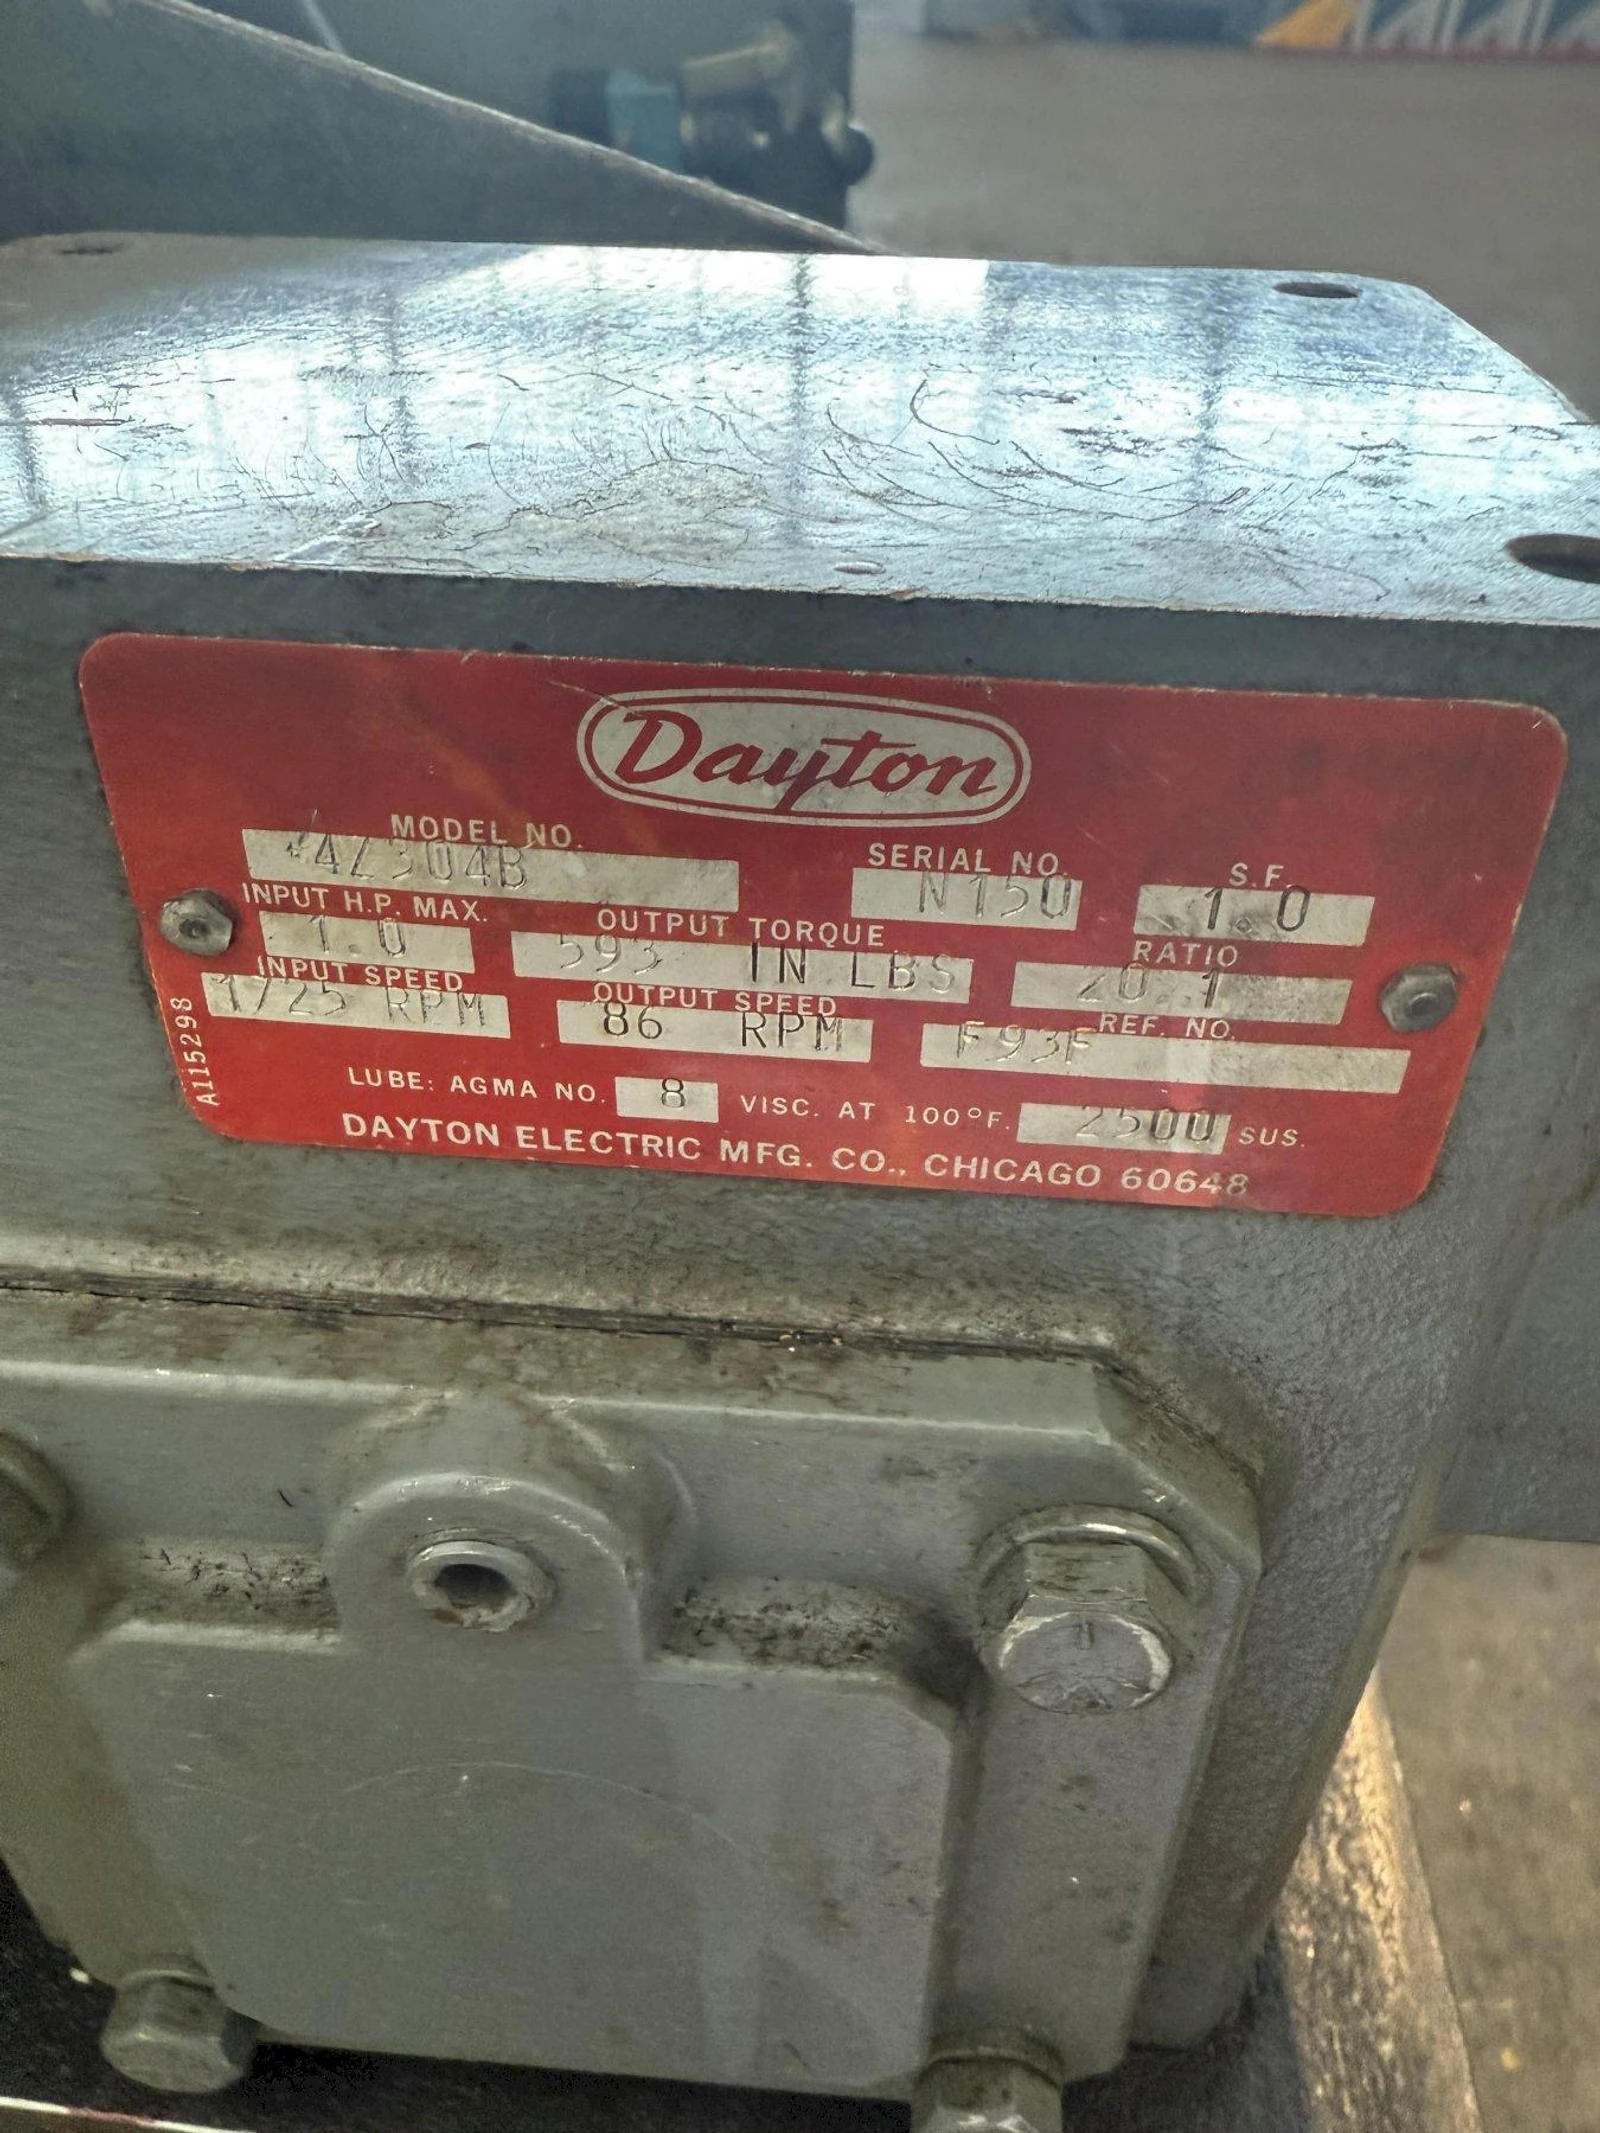 Dayton
MODEL NO. SERIAL NO. S.F.
4Z304B N150 1.0
INPUT H.P. MAX. OUTPUT TORQUE RATIO
1.0 593 IN LBS 20:1
INPUT SPEED OUTPUT SPEED REF. NO.
1725 RPM 86 RPM F93F
A115298
LUBE: AGMA NO. 8 VISC. AT 100°F. 2500 SUS.
DAYTON ELECTRIC MFG. CO., CHICAGO 60648